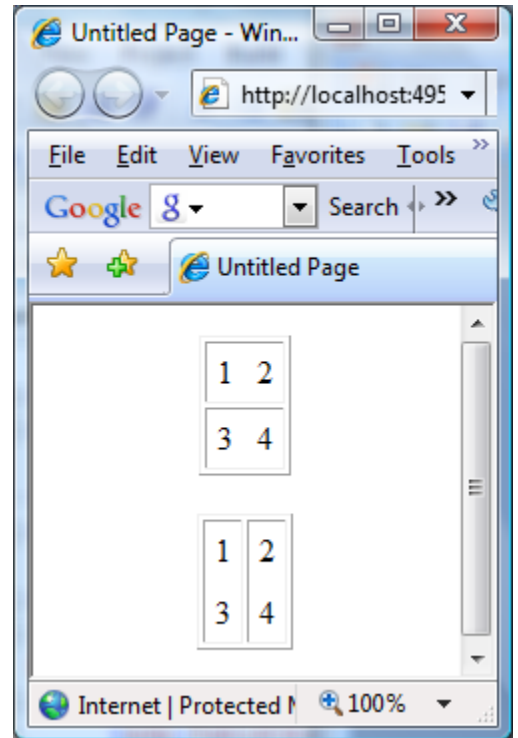 Untitled Page - Win...
http://localhost:495
File Edit View Favorites Tools »
Google g Search »
Untitled Page
1 2
3 4
1 2
3 4
Internet | Protected M 100%